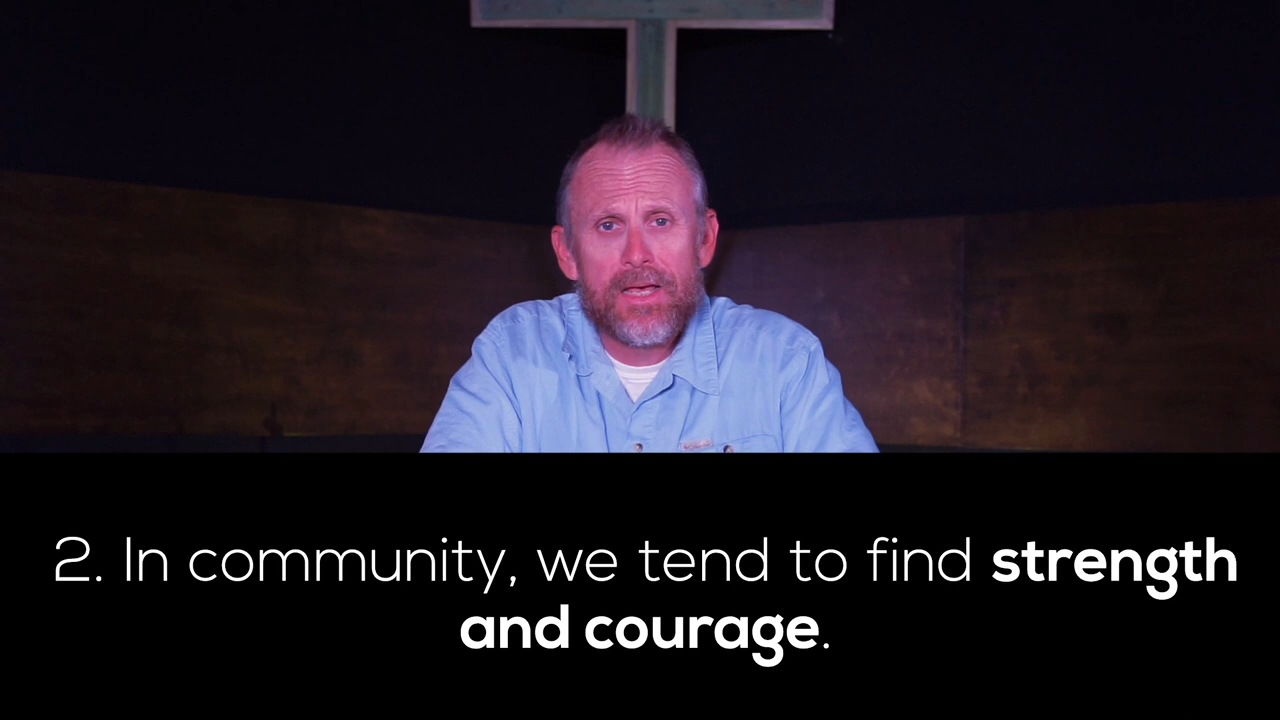 2. In community, we tend to find strength
and courage.